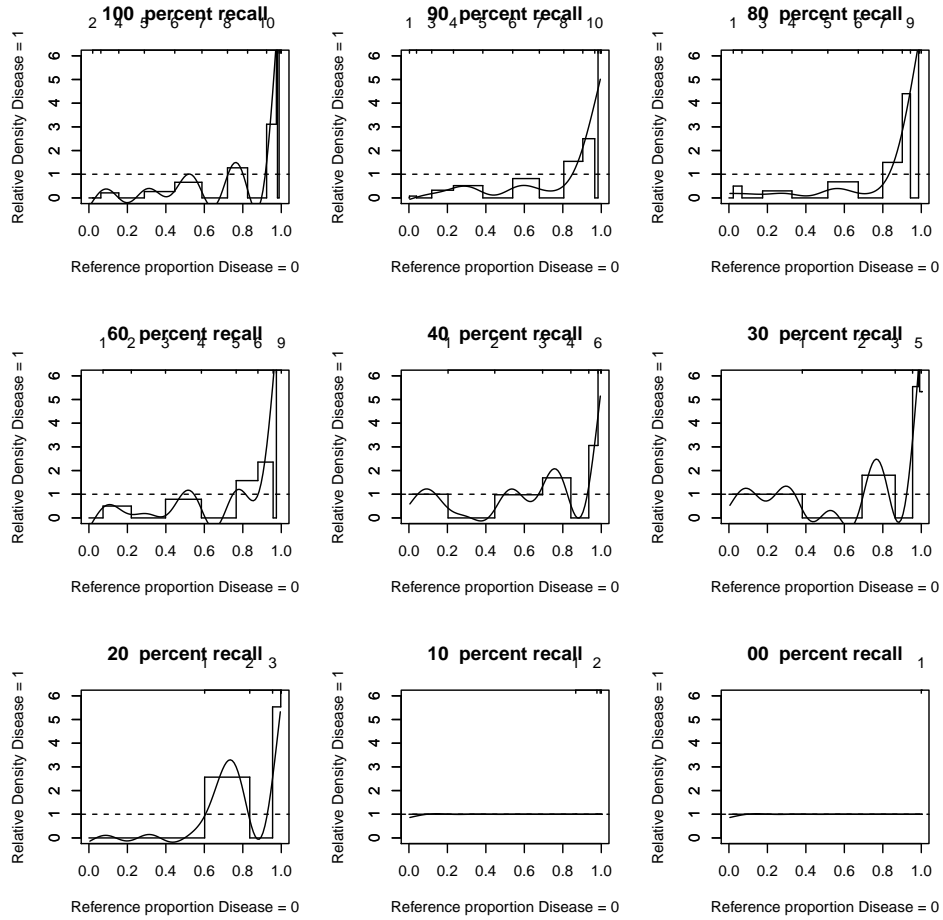 100 percent recall
2 4 5 6 7 8 10
Relative Density Disease = 1
6
5
4
3
2
1
0
0.0 0.2 0.4 0.6 0.8 1.0
Reference proportion Disease = 0
90 percent recall
1 3 4 5 6 7 8 10
Relative Density Disease = 1
6
5
4
3
2
1
0
0.0 0.2 0.4 0.6 0.8 1.0
Reference proportion Disease = 0
80 percent recall
1 3 4 5 6 7 9
Relative Density Disease = 1
6
5
4
3
2
1
0
0.0 0.2 0.4 0.6 0.8 1.0
Reference proportion Disease = 0
60 percent recall
1 2 3 4 5 6 9
Relative Density Disease = 1
6
5
4
3
2
1
0
0.0 0.2 0.4 0.6 0.8 1.0
Reference proportion Disease = 0
40 percent recall
1 2 3 4 6
Relative Density Disease = 1
6
5
4
3
2
1
0
0.0 0.2 0.4 0.6 0.8 1.0
Reference proportion Disease = 0
30 percent recall
1 2 3 5
Relative Density Disease = 1
6
5
4
3
2
1
0
0.0 0.2 0.4 0.6 0.8 1.0
Reference proportion Disease = 0
20 percent recall
1 2 3
Relative Density Disease = 1
6
5
4
3
2
1
0
0.0 0.2 0.4 0.6 0.8 1.0
Reference proportion Disease = 0
10 percent recall
1 2
Relative Density Disease = 1
6
5
4
3
2
1
0
0.0 0.2 0.4 0.6 0.8 1.0
Reference proportion Disease = 0
00 percent recall
1
Relative Density Disease = 1
6
5
4
3
2
1
0
0.0 0.2 0.4 0.6 0.8 1.0
Reference proportion Disease = 0